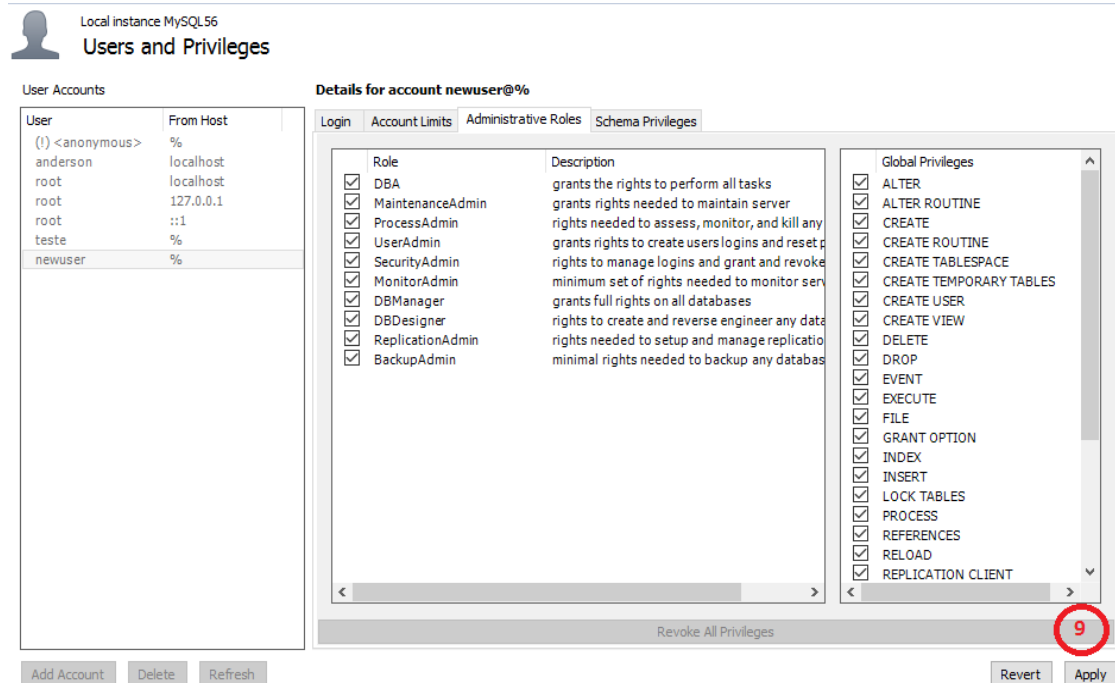 Local instance MySQL56
Users and Privileges
User Accounts
User From Host
(!) <anonymous> %
anderson localhost
root localhost
root 127.0.0.1
root ::1
teste %
newuser %
Add Account Delete Refresh
Details for account newuser@%
Login Account Limits Administrative Roles Schema Privileges
Role Description
DBA grants the rights to perform all tasks
MaintenanceAdmin grants rights needed to maintain server
ProcessAdmin rights needed to assess, monitor, and kill any
UserAdmin grants rights to create users logins and reset p
SecurityAdmin rights to manage logins and grant and revoke
MonitorAdmin minimum set of rights needed to monitor serv
DBManager grants full rights on all databases
DBDesigner rights to create and reverse engineer any data
ReplicationAdmin rights needed to setup and manage replicatio
BackupAdmin minimal rights needed to backup any databas
Global Privileges
ALTER
ALTER ROUTINE
CREATE
CREATE ROUTINE
CREATE TABLESPACE
CREATE TEMPORARY TABLES
CREATE USER
CREATE VIEW
DELETE
DROP
EVENT
EXECUTE
FILE
GRANT OPTION
INDEX
INSERT
LOCK TABLES
PROCESS
REFERENCES
RELOAD
REPLICATION CLIENT
Revoke All Privileges
9
Revert Apply